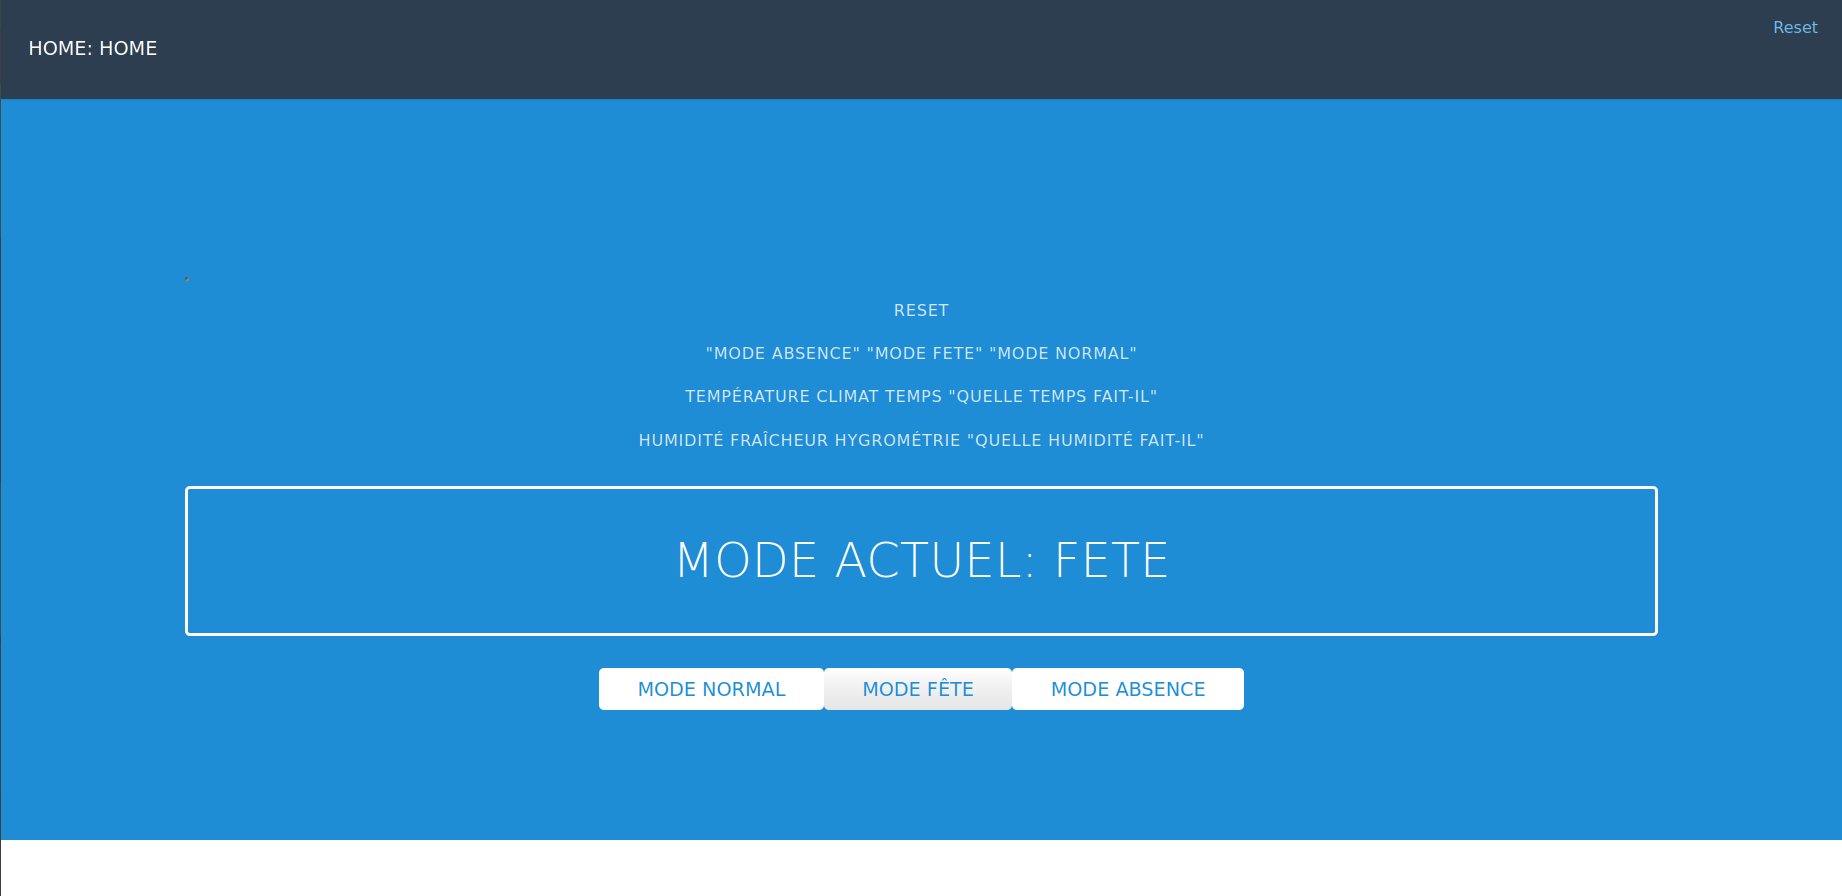 Reset
HOME: HOME
RESET
"MODE ABSENCE" "MODE FETE" "MODE NORMAL"
TEMPÉRATURE CLIMAT TEMPS "QUELLE TEMPS FAIT-IL"
HUMIDITÉ FRAÎCHEUR HYGROMÉTRIE "QUELLE HUMIDITÉ FAIT-IL"
MODE ACTUEL: FETE
MODE NORMAL MODE FÊTE MODE ABSENCE